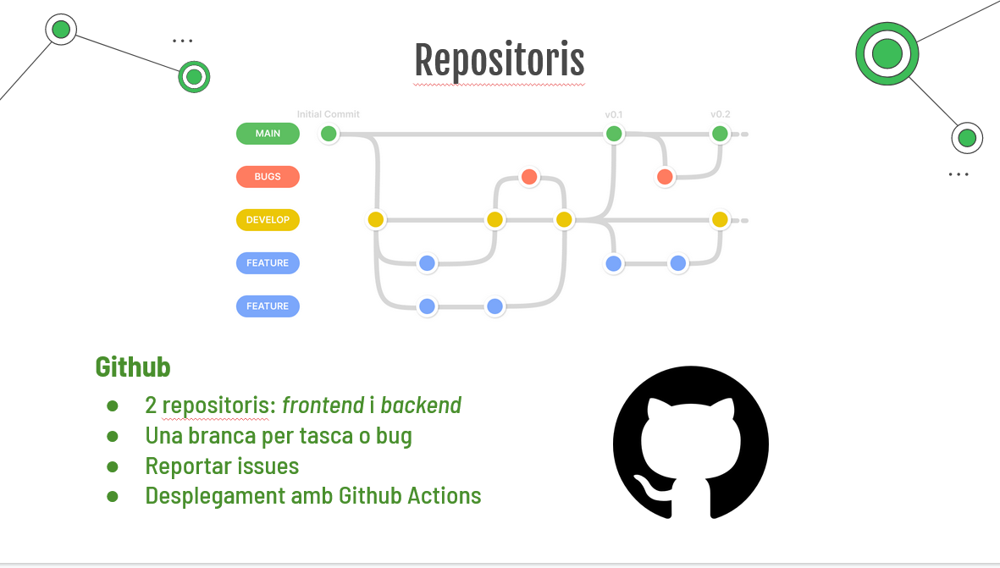 ...
Repositoris
Initial Commit
v0.1
v0.2
MAIN
BUGS
DEVELOP
FEATURE
FEATURE
...
Github
● 2 repositoris: frontend i backend
● Una branca per tasca o bug
● Reportar issues
● Desplegament amb Github Actions